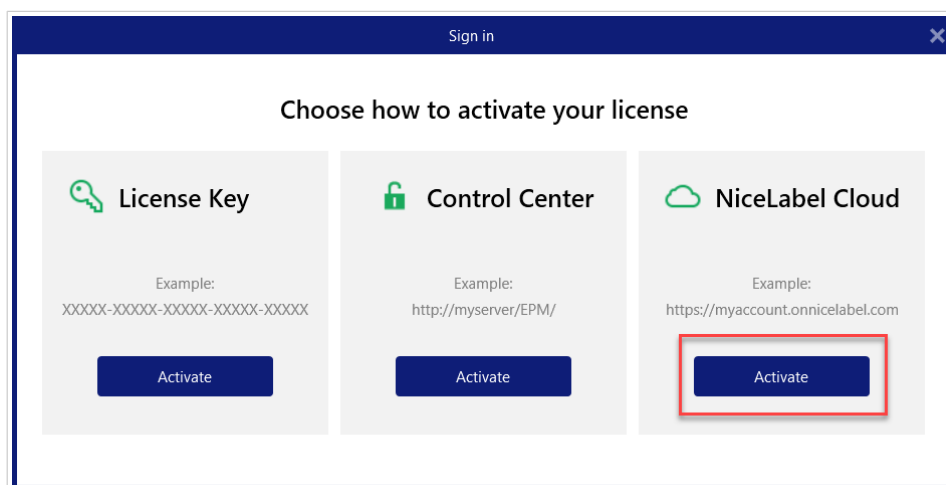 Sign in
Choose how to activate your license
License Key
Control Center
NiceLabel Cloud
Example:
XXXXX-XXXXX-XXXXX-XXXXX-XXXXX
Example:
http://myserver/EPM/
Example:
https://myaccount.onnicelabel.com
Activate
Activate
Activate